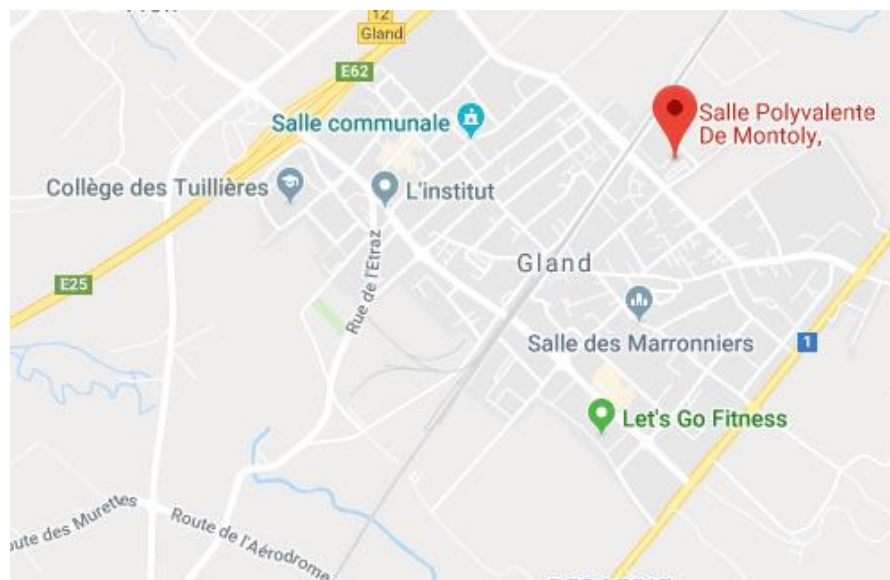 12
Gland
E62
Salle communale
Salle Polyvalente
De Montoly,
Collège des Tuillières
L'institut
Gland
Rue de l'Etraz
E25
Salle des Marronniers
1
Let's Go Fitness
oute des Murettes
Route de l'Aérodrome